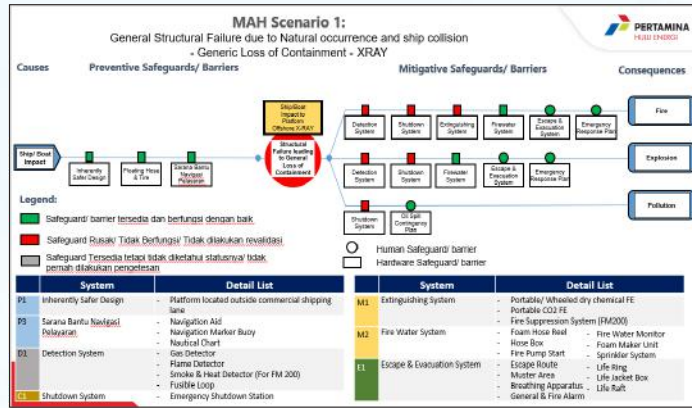 MAH Scenario 1:
General Structural Failure due to Natural occurrence and ship collision
- Generic Loss of Containment - XRAY
PERTAMINA
HULU ENERGI
Causes
Preventive Safeguards/ Barriers
Mitigative Safeguards/ Barriers
Consequences
Ship/ Boat
Impact
Inherently
Safer Design
Floating Hose
& Tire
Sarana Bantu
Navigasi
Pelayaran
Ship/Boat
Impact to
Platform
Offshore X-RAY
Structural
Failure leading
to General
Loss of
Containment
Detection
System
Shutdown
System
Extinguishing
System
Firewater
System
Escape &
Evacuation
System
Emergency
Response Plan
Fire
Detection
System
Shutdown
System
Firewater
System
Escape &
Evacuation
System
Emergency
Response Plan
Explosion
Shutdown
System
Oil Spill
Contingency
Plan
Pollution
Legend:
Safeguard/ barrier tersedia dan berfungsi dengan baik
Safeguard Rusak/ Tidak Berfungsi/ Tidak dilakukan revalidasi
Safeguard Tersedia tetapi tidak diketahui statusnya/ tidak
pernah dilakukan pengetesan
Human Safeguard/ barrier
Hardware Safeguard/ barrier
System
Detail List
P1
Inherently Safer Design
- Platform located outside commercial shipping
lane
P3
Sarana Bantu Navigasi
Pelayaran
- Navigation Aid
- Navigation Marker Buoy
- Nautical Chart
D1
Detection System
- Gas Detector
- Flame Detector
- Smoke & Heat Detector (For FM 200)
- Fusible Loop
C1
Shutdown System
- Emergency Shutdown Station
System
Detail List
M1
Extinguishing System
- Portable/ Wheeled dry chemical FE
- Portable CO2 FE
- Fire Suppression System (FM200)
M2
Fire Water System
- Foam Hose Reel
- Hose Box
- Fire Pump Start
- Fire Water Monitor
- Foam Maker Unit
- Sprinkler System
E1
Escape & Evacuation System
- Escape Route
- Muster Area
- Breathing Apparatus
- General & Fire Alarm
- Life Ring
- Life Jacket Box
- Life Raft